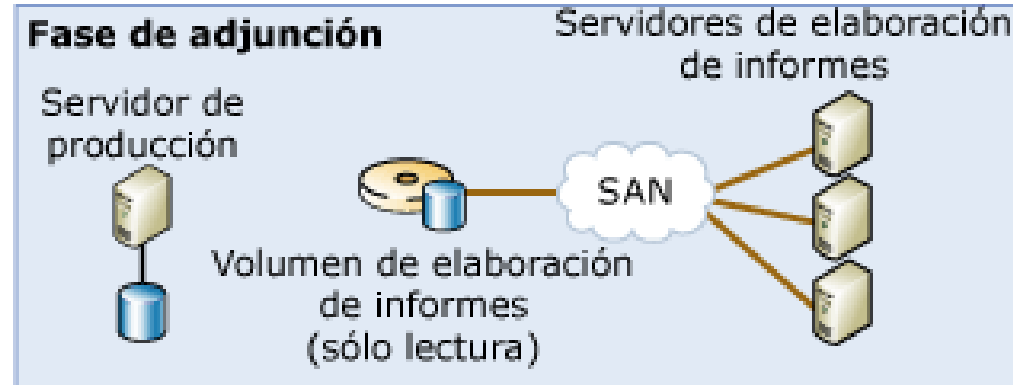 Fase de adjunción
Servidores de elaboración
de informes
Servidor de
producción
SAN
Volumen de elaboración
de informes
(sólo lectura)